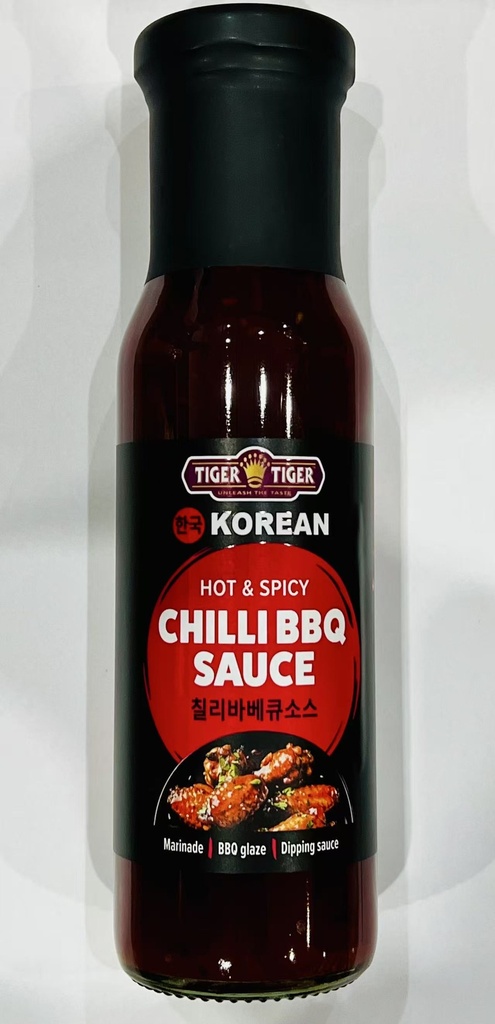 TIGER TIGER
UNLEASH THE TASTE
한국 KOREAN
HOT & SPICY
CHILLI BBQ
SAUCE
칠리바베큐소스
Marinade | BBQ glaze | Dipping sauce